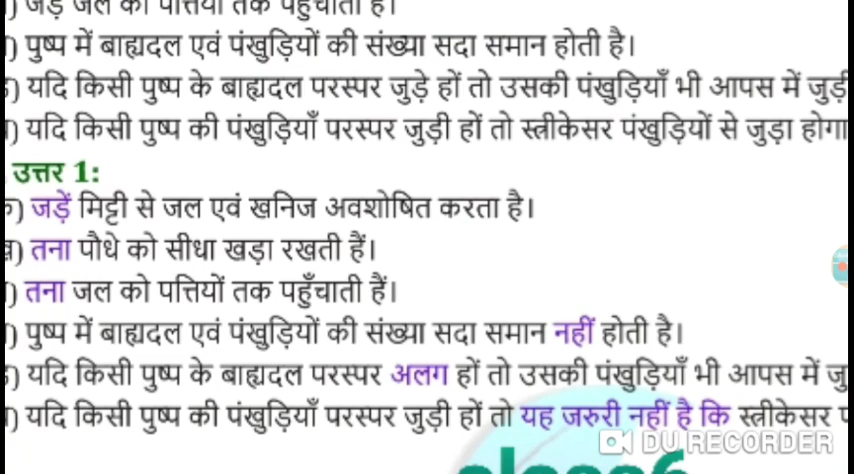 जड़ जल को पत्तियों तक पहुँचाती है।
) पुष्प में बाह्यदल एवं पंखुड़ियों की संख्या सदा समान होती है।
) यदि किसी पुष्प के बाह्यदल परस्पर जुड़े हों तो उसकी पंखुड़ियाँ भी आपस में जुड़ी
) यदि किसी पुष्प की पंखुड़ियाँ परस्पर जुड़ी हों तो स्त्रीकेसर पंखुड़ियों से जुड़ा होगा
उत्तर 1:
) जड़ें मिट्टी से जल एवं खनिज अवशोषित करता है।
) तना पौधे को सीधा खड़ा रखती हैं।
) तना जल को पत्तियों तक पहुँचाती हैं।
) पुष्प में बाह्यदल एवं पंखुड़ियों की संख्या सदा समान नहीं होती है।
) यदि किसी पुष्प के बाह्यदल परस्पर अलग हों तो उसकी पंखुड़ियाँ भी आपस में जु
) यदि किसी पुष्प की पंखुड़ियाँ परस्पर जुड़ी हों तो यह जरुरी नहीं है कि स्त्रीकेसर
DU RECORDER